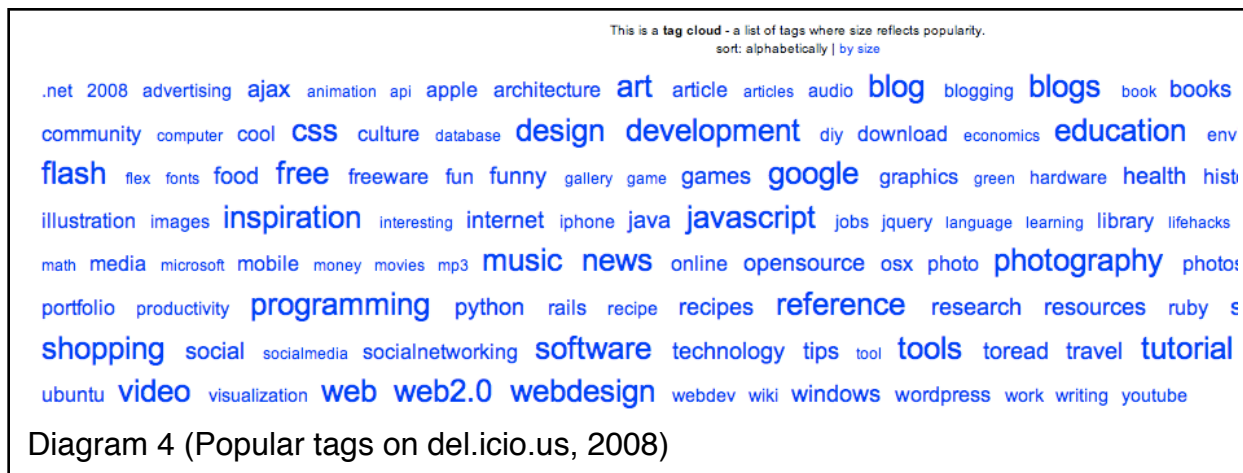 This is a tag cloud - a list of tags where size reflects popularity.
sort: alphabetically | by size
.net 2008 advertising ajax animation api apple architecture art article articles audio blog blogging blogs book books
community computer cool css culture database design development diy download economics education env
flash flex fonts food free freeware fun funny gallery game games google graphics green hardware health hist
illustration images inspiration interesting internet iphone java javascript jobs jquery language learning library lifehacks
math media microsoft mobile money movies mp3 music news online opensource osx photo photography photos
portfolio productivity programming python rails recipe recipes reference research resources ruby s
shopping social socialmedia socialnetworking software technology tips tool tools toread travel tutorial
ubuntu video visualization web web2.0 webdesign webdev wiki windows wordpress work writing youtube
Diagram 4 (Popular tags on del.icio.us, 2008)